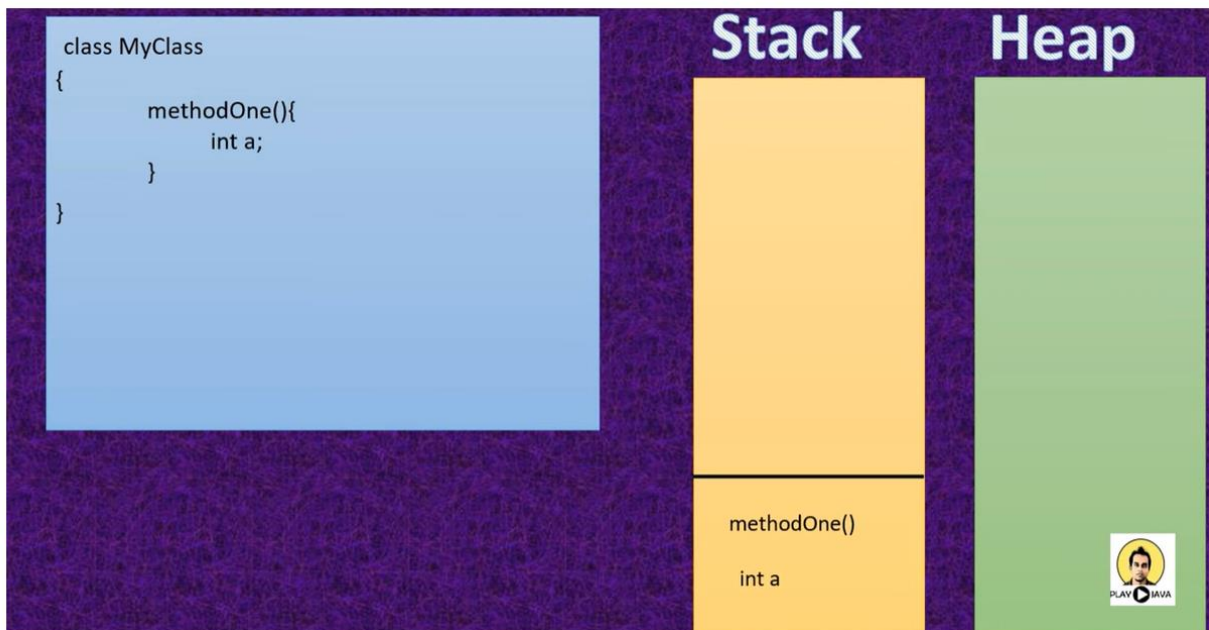 class MyClass
{
methodOne(){
int a;
}
}
Stack
Heap
methodOne()
int a
PLAY JAVA